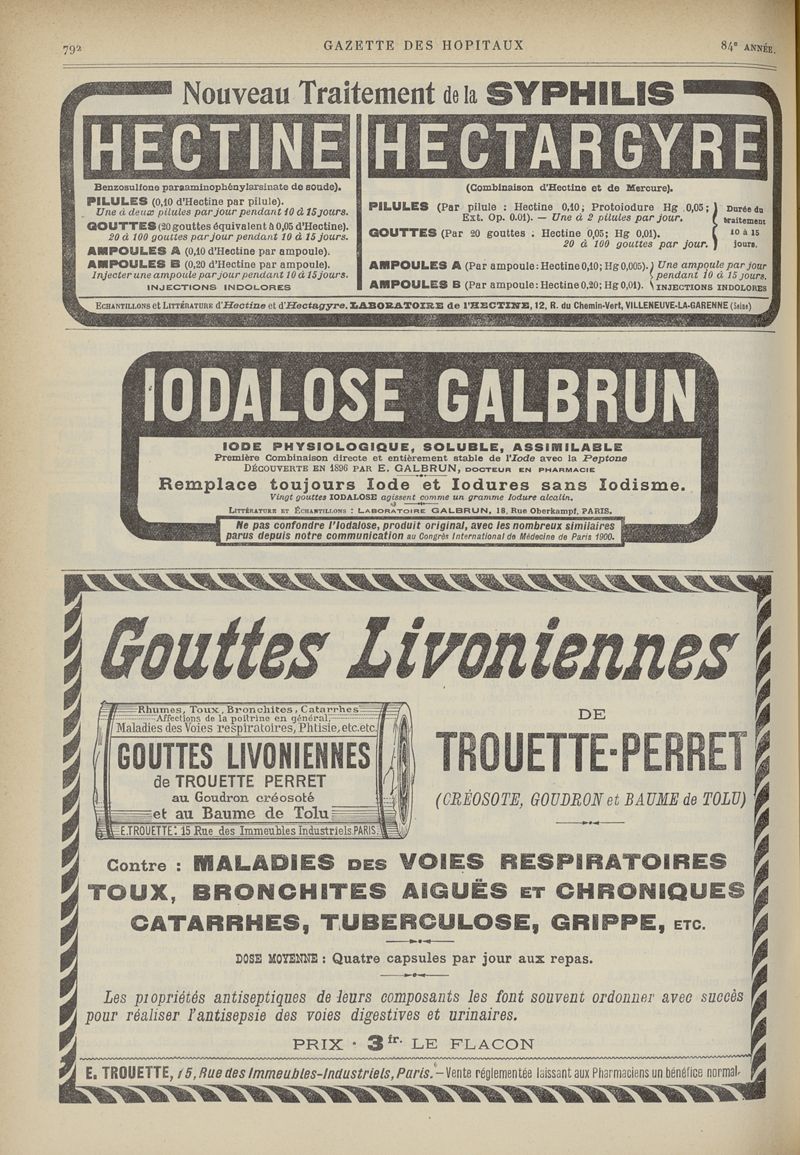 792
GAZETTE DES HOPITAUX
84e ANNÉE.
Nouveau Traitement de la SYPHILIS
HECTINE
Benzosulfone paraaminophénylarsinate de soude).
PILULES (0,10 d'Hectine par pilule).
Une à deux pilules par jour pendant 10 à 15 jours.
GOUTTES (20 gouttes équivalent à 0,05 d'Hectine).
20 à 100 gouttes par jour pendant 10 à 15 jours.
AMPOULES A (0,10 d'Hectine par ampoule).
AMPOULES B (0,20 d'Hectine par ampoule).
Injecter une ampoule par jour pendant 10 à 15 jours.
INJECTIONS INDOLORES
HECTARGYRE
(Combinaison d'Hectine et de Mercure).
PILULES (Par pilule : Hectine 0,10; Protoiodure Hg 0,05;
Ext. Op. 0.01). — Une à 2 pilules par jour.
GOUTTES (Par 20 gouttes : Hectine 0,05; Hg 0,01).
20 à 100 gouttes par jour.
Durée du
traitement
10 à 15
jours.
AMPOULES A (Par ampoule: Hectine 0,10; Hg 0,005).
AMPOULES B (Par ampoule: Hectine 0,20; Hg 0,01).
Une ampoule par jour
pendant 10 à 15 jours.
INJECTIONS INDOLORES
ECHANTILLONS et LITTÉRATURE d'Hectine et d'Hectagyre. LABORATOIRE de l'HECTINE, 12, R. du Chemin-Vert, VILLENEUVE-LA-GARENNE (Seine)
IODALOSE GALBRUN
IODE PHYSIOLOGIQUE, SOLUBLE, ASSIMILABLE
Première Combinaison directe et entièrement stable de l'Iode avec la Peptone
DÉCOUVERTE EN 1896 PAR E. GALBRUN, DOCTEUR EN PHARMACIE
Remplace toujours Iode et Iodures sans Iodisme.
Vingt gouttes IODALOSE agissent comme un gramme Iodure alcalin.
LITTÉRATURE ET ÉCHANTILLONS : LABORATOIRE GALBRUN, 18, Rue Oberkampf, PARIS.
Ne pas confondre l'Iodalose, produit original, avec les nombreux similaires
parus depuis notre communication au Congrès International de Médecine de Paris 1900.
Gouttes Livoniennes
Rhumes, Toux, Bronchites, Catarrhes
Affections de la poitrine en général,
Maladies des Voies respiratoires, Phtisie, etc. etc.
GOUTTES LIVONIENNES
de TROUETTE PERRET
au Goudron créosoté
et au Baume de Tolu
E. TROUETTE: 15 Rue des Immeubles Industriels. PARIS.
DE
TROUETTE-PERRET
(CRÉOSOTE, GOUDRON et BAUME de TOLU)
Contre : MALADIES DES VOIES RESPIRATOIRES
TOUX, BRONCHITES AIGUËS ET CHRONIQUES
CATARRHES, TUBERCULOSE, GRIPPE, ETC.
DOSE MOYENNE : Quatre capsules par jour aux repas.
Les propriétés antiseptiques de leurs composants les font souvent ordonner avec succès
pour réaliser l'antisepsie des voies digestives et urinaires.
PRIX : 3 fr. LE FLACON
E. TROUETTE, 15, Rue des Immeubles-Industriels, Paris. — Vente réglementée laissant aux Pharmaciens un bénéfice normal.